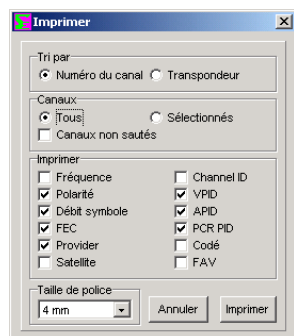 Imprimer
Tri par
Numéro du canal Transpondeur
Canaux
Tous Sélectionnés
Canaux non sautés
Imprimer
Fréquence Channel ID
Polarité VPID
Débit symbole APID
FEC PCR PID
Provider Codé
Satellite FAV
Taille de police
4 mm Annuler Imprimer